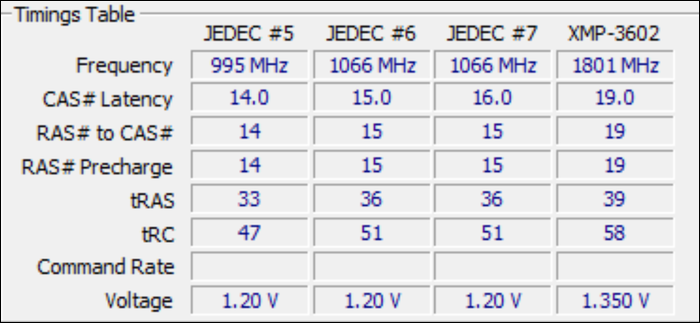 Timings Table
JEDEC #5 JEDEC #6 JEDEC #7 XMP-3602
Frequency 995 MHz 1066 MHz 1066 MHz 1801 MHz
CAS# Latency 14.0 15.0 16.0 19.0
RAS# to CAS# 14 15 15 19
RAS# Precharge 14 15 15 19
tRAS 33 36 36 39
tRC 47 51 51 58
Command Rate
Voltage 1.20 V 1.20 V 1.20 V 1.350 V